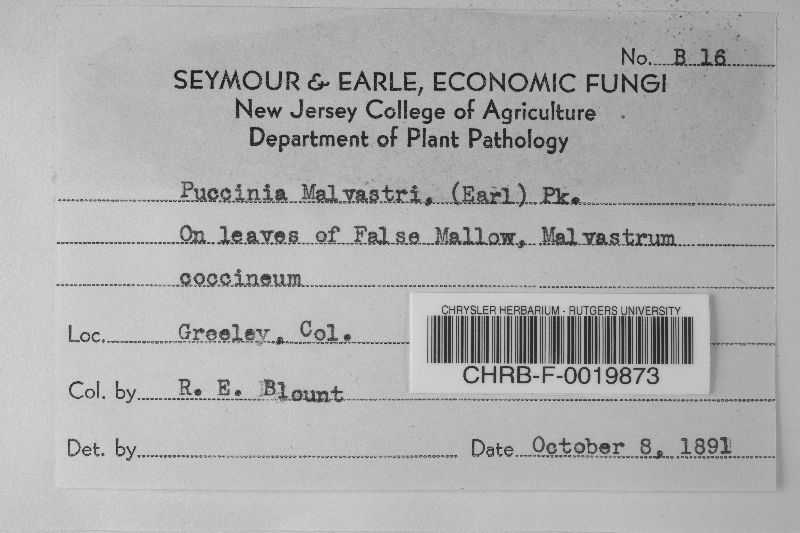 No. B 16
SEYMOUR & EARLE, ECONOMIC FUNGI
New Jersey College of Agriculture
Department of Plant Pathology
Puccinia Malvastri, (Earl) Pk.
On leaves of False Mallow, Malvastrum
coccineum
Loc. Greeley, Col.
CHRYSLER HERBARIUM - RUTGERS UNIVERSITY
CHRB-F-0019873
Col. by R. E. Blount
Det. by
Date October 8, 1891